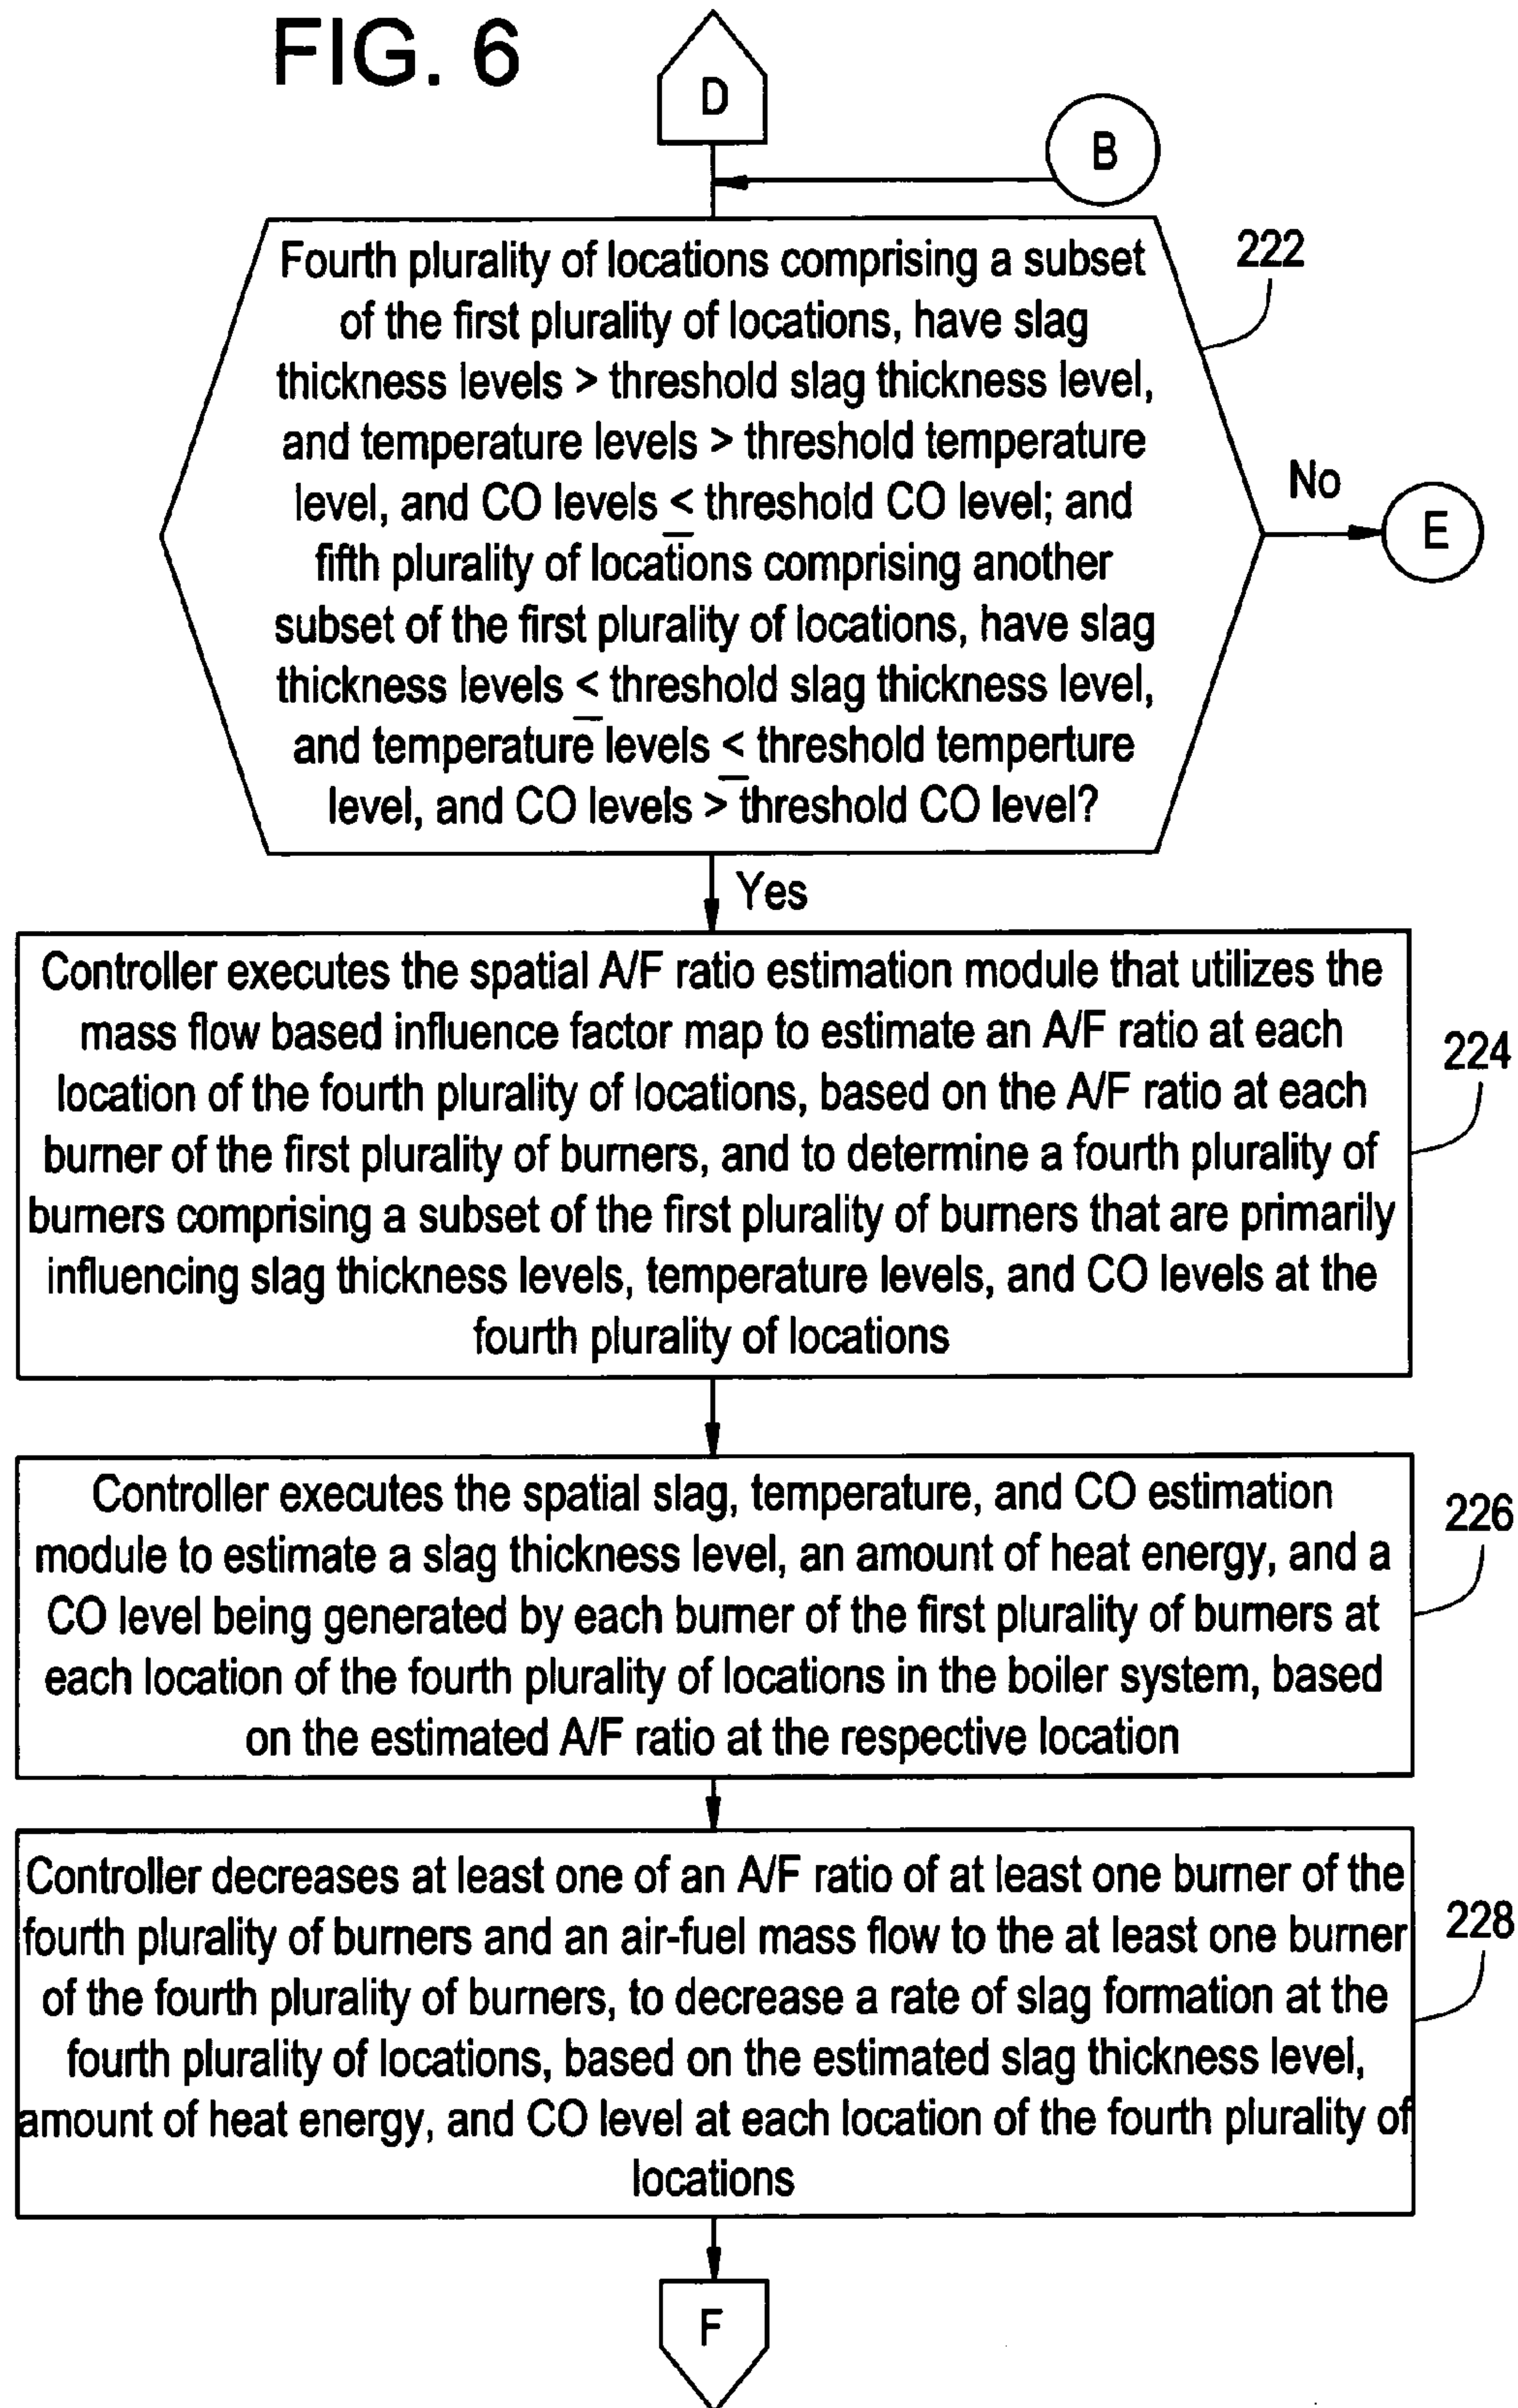 FIG. 6
D
B
Fourth plurality of locations comprising a subset
of the first plurality of locations, have slag
thickness levels > threshold slag thickness level,
and temperature levels > threshold temperature
level, and CO levels ≤ threshold CO level; and
fifth plurality of locations comprising another
subset of the first plurality of locations, have slag
thickness levels ≤ threshold slag thickness level,
and temperature levels ≤ threshold temperture
level, and CO levels > threshold CO level?
222
No
E
Yes
Controller executes the spatial A/F ratio estimation module that utilizes the
mass flow based influence factor map to estimate an A/F ratio at each
location of the fourth plurality of locations, based on the A/F ratio at each
burner of the first plurality of burners, and to determine a fourth plurality of
burners comprising a subset of the first plurality of burners that are primarily
influencing slag thickness levels, temperature levels, and CO levels at the
fourth plurality of locations
224
Controller executes the spatial slag, temperature, and CO estimation
module to estimate a slag thickness level, an amount of heat energy, and a
CO level being generated by each burner of the first plurality of burners at
each location of the fourth plurality of locations in the boiler system, based
on the estimated A/F ratio at the respective location
226
Controller decreases at least one of an A/F ratio of at least one burner of the
fourth plurality of burners and an air-fuel mass flow to the at least one burner
of the fourth plurality of burners, to decrease a rate of slag formation at the
fourth plurality of locations, based on the estimated slag thickness level,
amount of heat energy, and CO level at each location of the fourth plurality of
locations
228
F